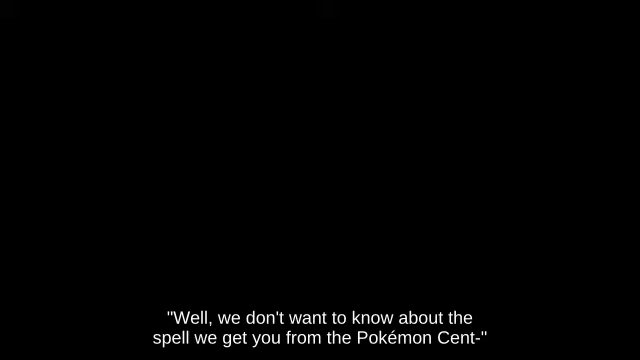 "Well, we don't want to know about the
spell we get you from the Pokémon Cent-"